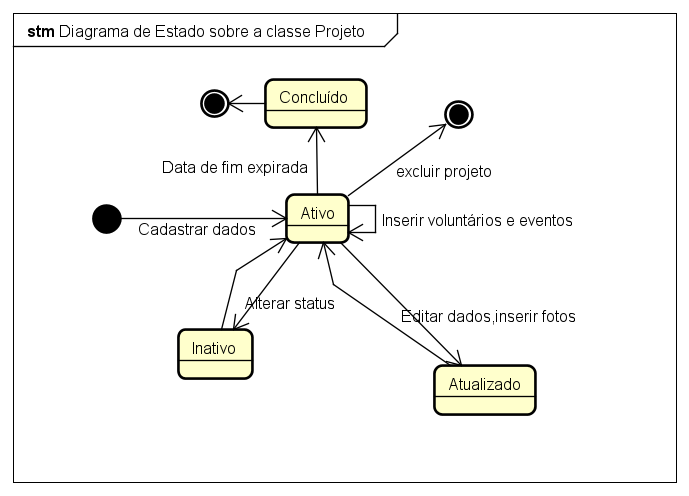 stm Diagrama de Estado sobre a classe Projeto
Concluído
Data de fim expirada
excluir projeto
Ativo
Inserir voluntários e eventos
Cadastrar dados
Alterar status
Editar dados,inserir fotos
Inativo
Atualizado